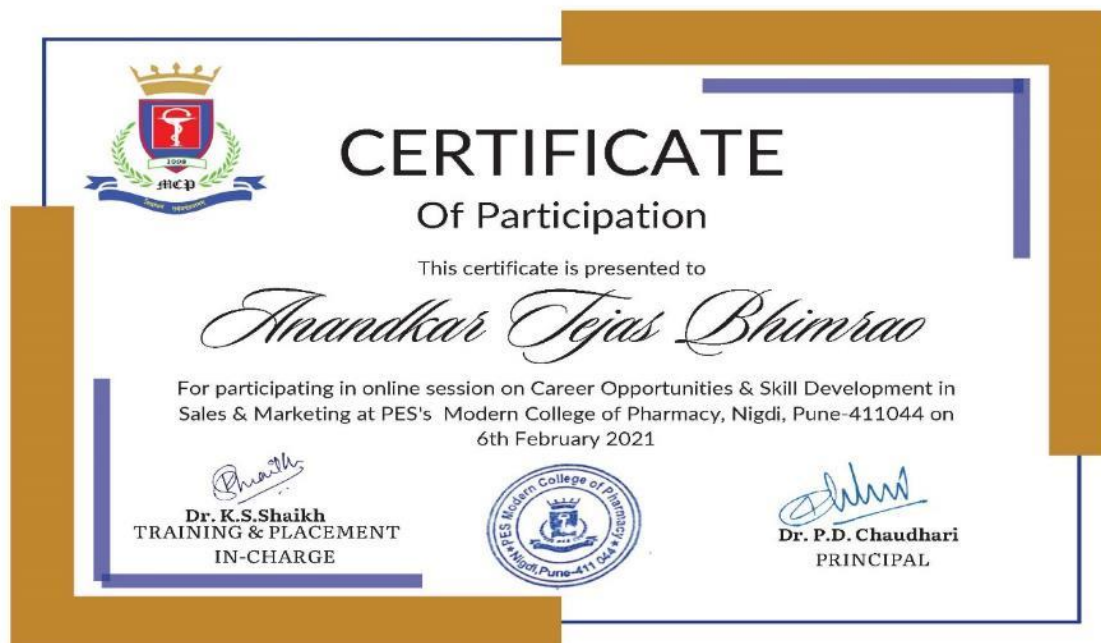 1998
MCP
CERTIFICATE
Of Participation
This certificate is presented to
Anandkar Tejas Bhimrao
For participating in online session on Career Opportunities & Skill Development in
Sales & Marketing at PES's Modern College of Pharmacy, Nigdi, Pune-411044 on
6th February 2021
Dr. K.S.Shaikh
TRAINING & PLACEMENT
IN-CHARGE
PES Modern College of Pharmacy
Nigdi, Pune-411 044
Dr. P.D. Chaudhari
PRINCIPAL